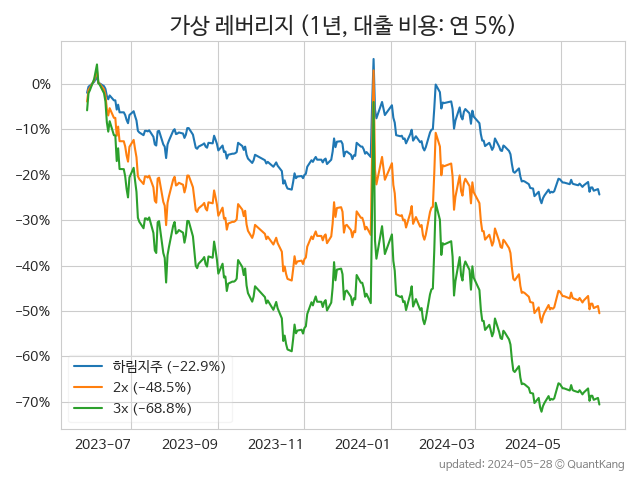 가상 레버리지 (1년, 대출 비용: 연 5%)
0%
−10%
−20%
−30%
−40%
−50%
−60%
−70%
하림지주 (−22.9%)
2x (−48.5%)
3x (−68.8%)
2023-07
2023-09
2023-11
2024-01
2024-03
2024-05
updated: 2024-05-28 © QuantKang